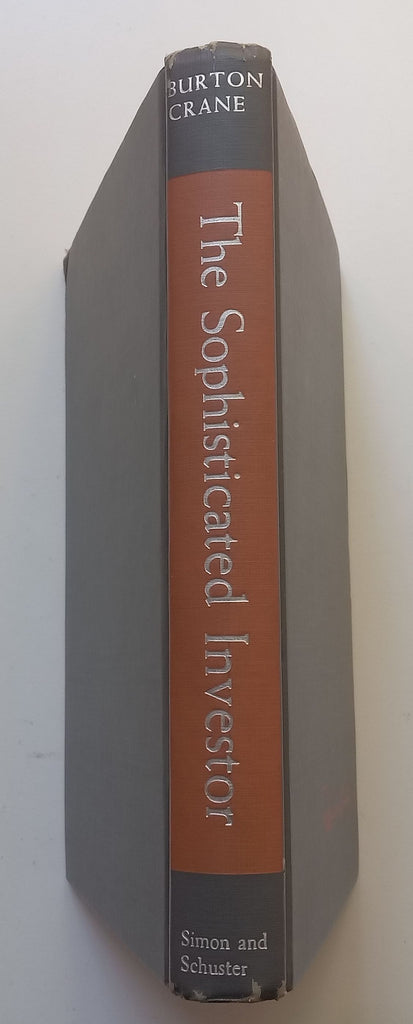 BURTON
CRANE
The Sophisticated Investor
Simon and
Schuster